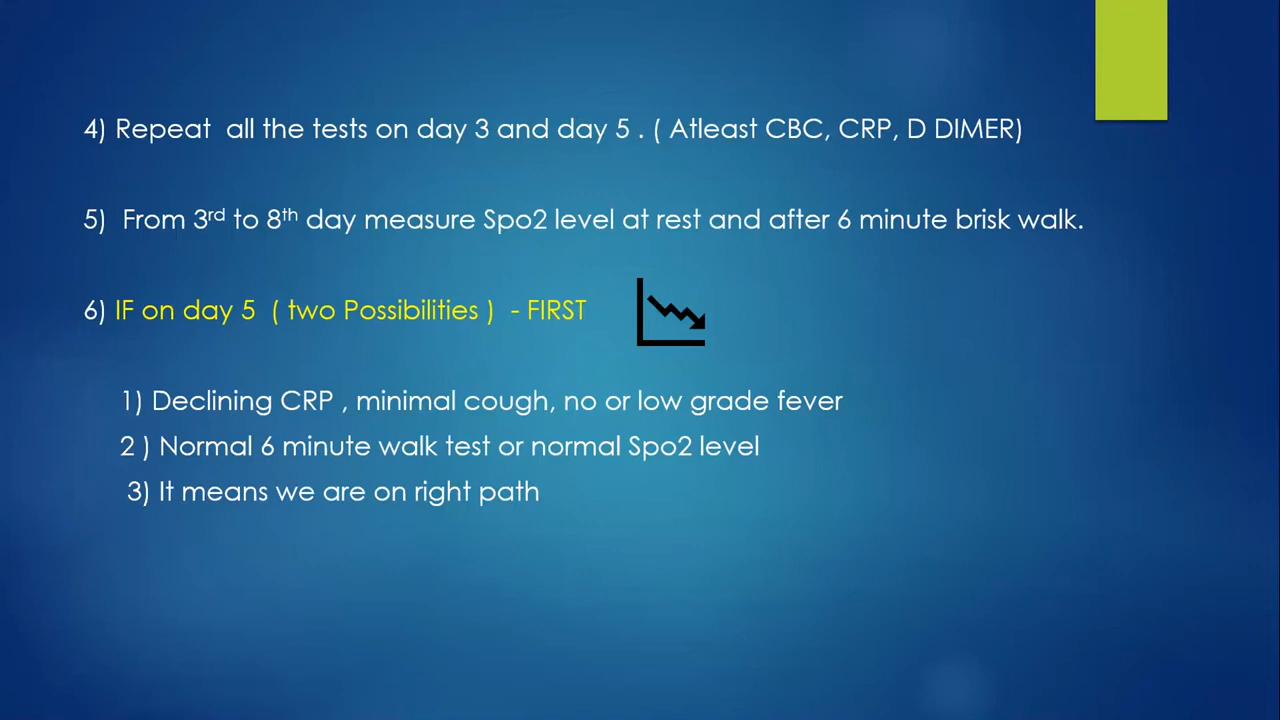 4) Repeat  all the tests on day 3 and day 5 . ( Atleast CBC, CRP, D DIMER)
5)  From 3rd to 8th day measure Spo2 level at rest and after 6 minute brisk walk.
6) IF on day 5  ( two Possibilities )  - FIRST
1) Declining CRP , minimal cough, no or low grade fever
2 ) Normal 6 minute walk test or normal Spo2 level
3) It means we are on right path